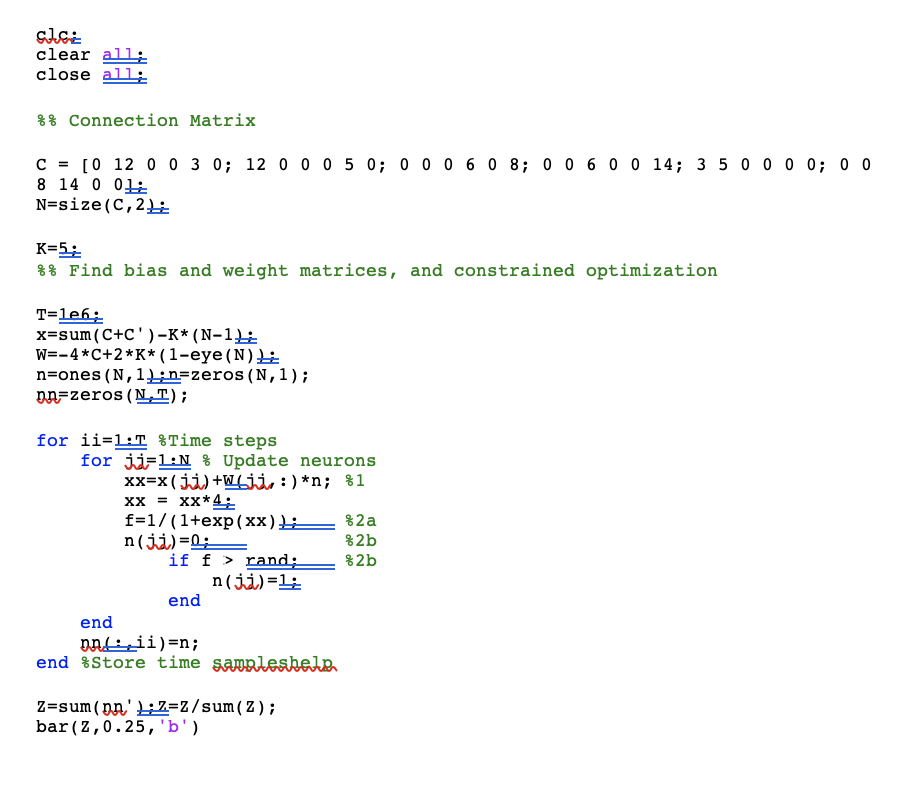 clc;
clear all;
close all;
%% Connection Matrix
C = [0 12 0 0 3 0; 12 0 0 0 5 0; 0 0 0 6 0 8; 0 0 6 0 0 14; 3 5 0 0 0 0; 0 0
8 14 0 0];
N=size(C,2);
K=5;
%% Find bias and weight matrices, and constrained optimization
T=1e6;
x=sum(C+C')-K*(N-1);
W=-4*C+2*K*(1-eye(N));
n=ones(N,1);n=zeros(N,1);
nn=zeros(N,T);
for ii=1:T %Time steps
for jj=1:N % Update neurons
xx=x(jj)+W(jj,:)*n; %1
xx = xx*4;
f=1/(1+exp(xx)); %2a
n(jj)=0; %2b
if f > rand; %2b
n(jj)=1;
end
end
nn(:,ii)=n;
end %Store time sampleshelp
Z=sum(nn');Z=Z/sum(Z);
bar(Z,0.25,'b')